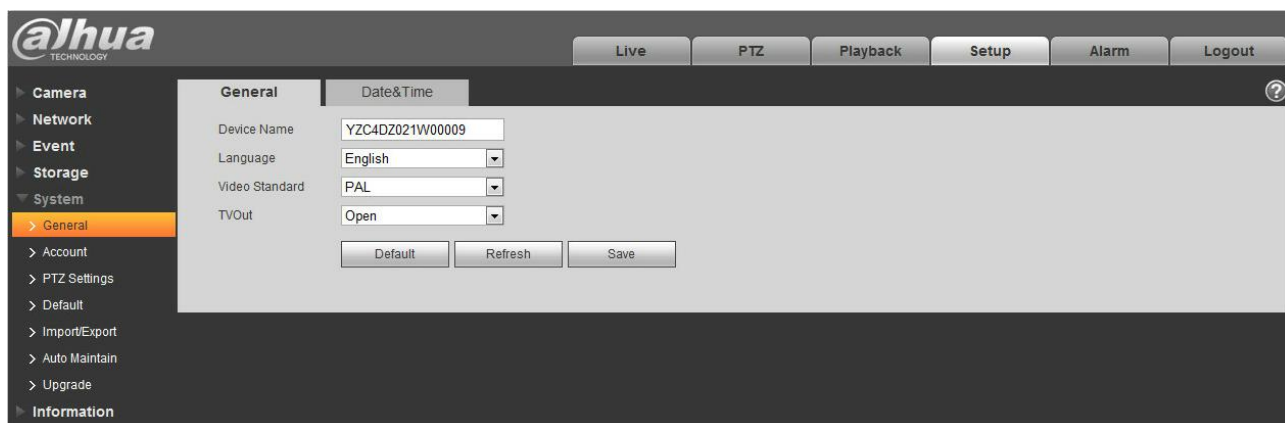 alhua
TECHNOLOGY
Live PTZ Playback Setup Alarm Logout
Camera
Network
Event
Storage
System
General
Account
PTZ Settings
Default
Import/Export
Auto Maintain
Upgrade
Information
General Date&Time
?
Device Name YZC4DZ021W00009
Language English
Video Standard PAL
TVOut Open
Default Refresh Save